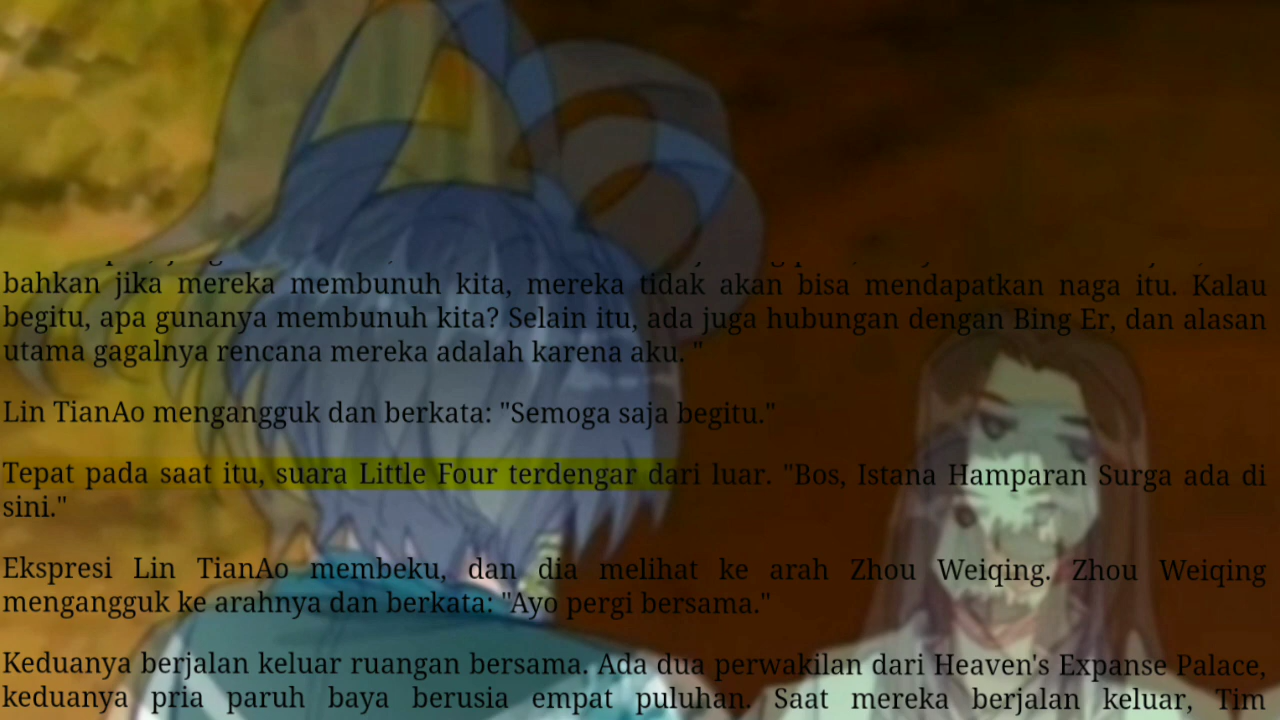 bahkan jika mereka membunuh kita, mereka tidak akan bisa mendapatkan naga itu. Kalau
begitu, apa gunanya membunuh kita? Selain itu, ada juga hubungan dengan Bing Er, dan alasan
utama gagalnya rencana mereka adalah karena aku. "
Lin TianAo mengangguk dan berkata: "Semoga saja begitu."
Tepat pada saat itu, suara Little Four terdengar dari luar. "Bos, Istana Hamparan Surga ada di
sini."
Ekspresi Lin TianAo membeku, dan dia melihat ke arah Zhou Weiqing. Zhou Weiqing
mengangguk ke arahnya dan berkata: "Ayo pergi bersama."
Keduanya berjalan keluar ruangan bersama. Ada dua perwakilan dari Heaven's Expanse Palace,
keduanya pria paruh baya berusia empat puluhan. Saat mereka berjalan keluar, Tim